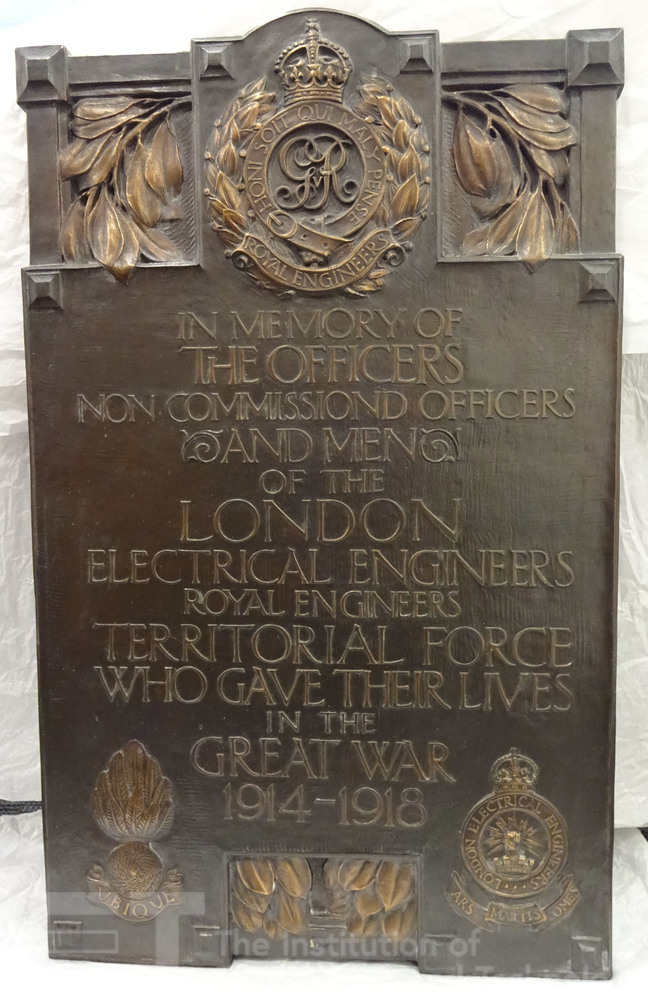 HONI SOIT QUI MAL Y PENSE
GvR
ROYAL ENGINEERS
IN MEMORY OF
THE OFFICERS
NON COMMISSIOND OFFICERS
AND MEN
OF THE
LONDON
ELECTRICAL ENGINEERS
ROYAL ENGINEERS
TERRITORIAL FORCE
WHO GAVE THEIR LIVES
IN THE
GREAT WAR
1914-1918
UBIQUE
LONDON ELECTRICAL ENGINEERS
ARS MARTIS
The Institution of